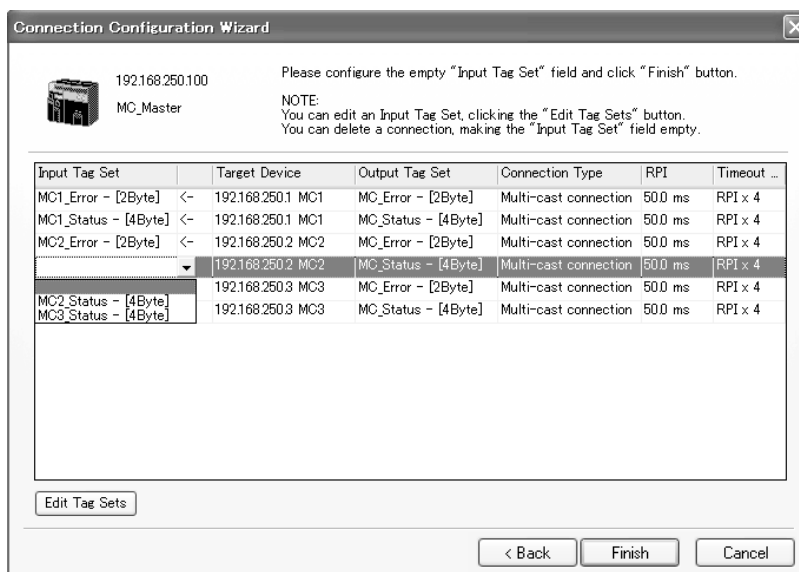 Connection Configuration Wizard
192.168.250.100
MC_Master
Please configure the empty "Input Tag Set" field and click "Finish" button.
NOTE:
You can edit an Input Tag Set, clicking the "Edit Tag Sets" button.
You can delete a connection, making the "Input Tag Set" field empty.
Input Tag Set Target Device Output Tag Set Connection Type RPI Timeout ...
MC1_Error - [2Byte] <- 192.168.250.1 MC1 MC_Error - [2Byte] Multi-cast connection 50.0 ms RPI x 4
MC1_Status - [4Byte] <- 192.168.250.1 MC1 MC_Status - [4Byte] Multi-cast connection 50.0 ms RPI x 4
MC2_Error - [2Byte] <- 192.168.250.2 MC2 MC_Error - [2Byte] Multi-cast connection 50.0 ms RPI x 4
192.168.250.2 MC2 MC_Status - [4Byte] Multi-cast connection 50.0 ms RPI x 4
192.168.250.3 MC3 MC_Error - [2Byte] Multi-cast connection 50.0 ms RPI x 4
MC2_Status - [4Byte]
MC3_Status - [4Byte] 192.168.250.3 MC3 MC_Status - [4Byte] Multi-cast connection 50.0 ms RPI x 4
Edit Tag Sets
< Back Finish Cancel